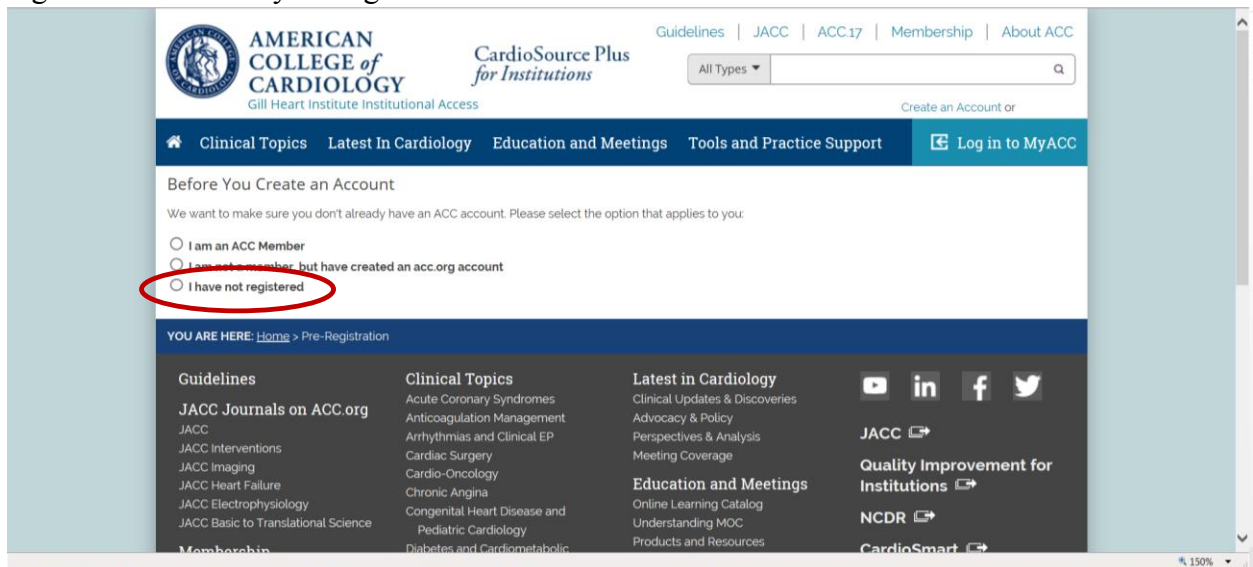 AMERICAN
COLLEGE of
CARDIOLOGY
CardioSource Plus
for Institutions
Gill Heart Institute Institutional Access
Guidelines | JACC | ACC.17 | Membership | About ACC
All Types
Create an Account or
Clinical Topics Latest In Cardiology Education and Meetings Tools and Practice Support Log in to MyACC
Before You Create an Account
We want to make sure you don't already have an ACC account. Please select the option that applies to you:
I am an ACC Member
I am not a member, but have created an acc.org account
I have not registered
YOU ARE HERE: Home > Pre-Registration
Guidelines
JACC Journals on ACC.org
JACC
JACC Interventions
JACC Imaging
JACC Heart Failure
JACC Electrophysiology
JACC Basic to Translational Science
Membership
Clinical Topics
Acute Coronary Syndromes
Anticoagulation Management
Arrhythmias and Clinical EP
Cardiac Surgery
Cardio-Oncology
Chronic Angina
Congenital Heart Disease and
Pediatric Cardiology
Diabetes and Cardiometabolic
Latest in Cardiology
Clinical Updates & Discoveries
Advocacy & Policy
Perspectives & Analysis
Meeting Coverage
Education and Meetings
Online Learning Catalog
Understanding MOC
Products and Resources
JACC
Quality Improvement for
Institutions
NCDR
CardioSmart
150%